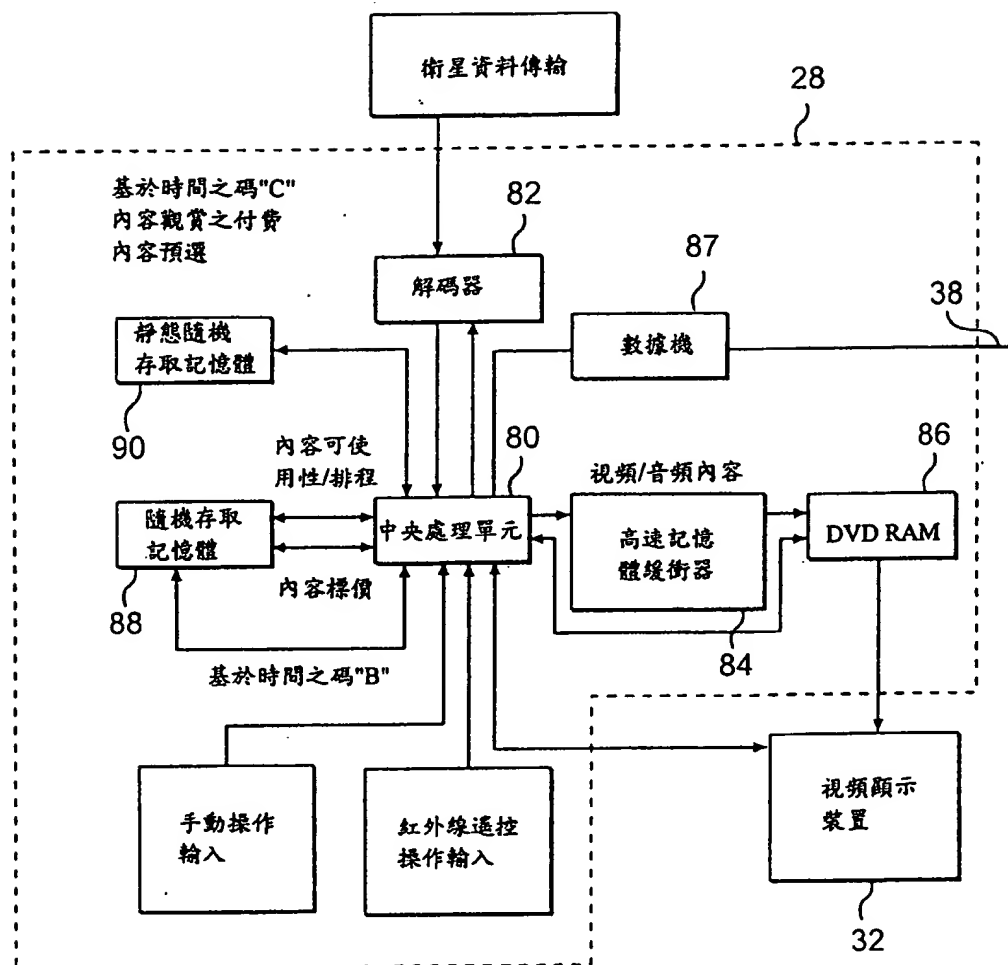 衛星資料傳輸
28
基於時間之碼"C"
內容觀賞之付費
內容預選
82
解碼器
87
數據機
38
靜態隨機
存取記憶體
90
內容可使
用性/排程
80
視頻/音頻內容
86
隨機存取
記憶體
中央處理單元
高速記憶
體緩衝器
DVD RAM
88
內容標價
84
基於時間之碼"B"
手動操作
輸入
紅外線遙控
操作輸入
視頻顯示
裝置
32